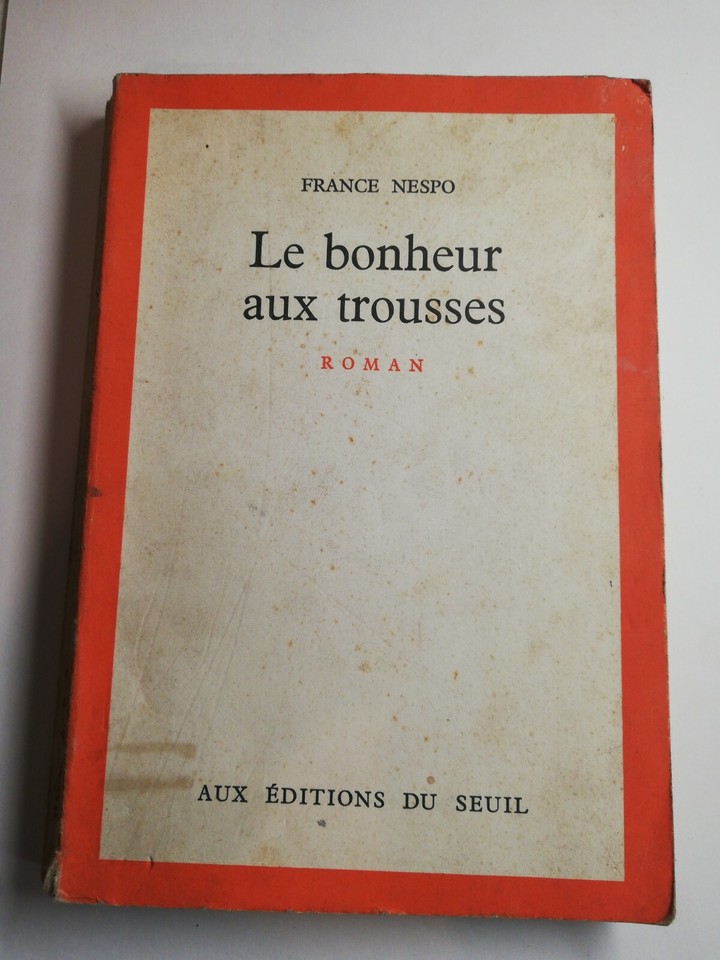 FRANCE NESPO
Le bonheur
aux trousses
ROMAN
AUX ÉDITIONS DU SEUIL